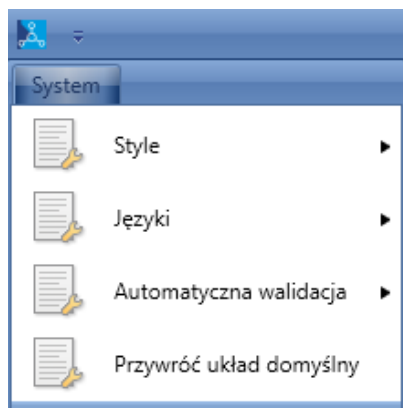 System
Style
Języki
Automatyczna walidacja
Przywróć układ domyślny